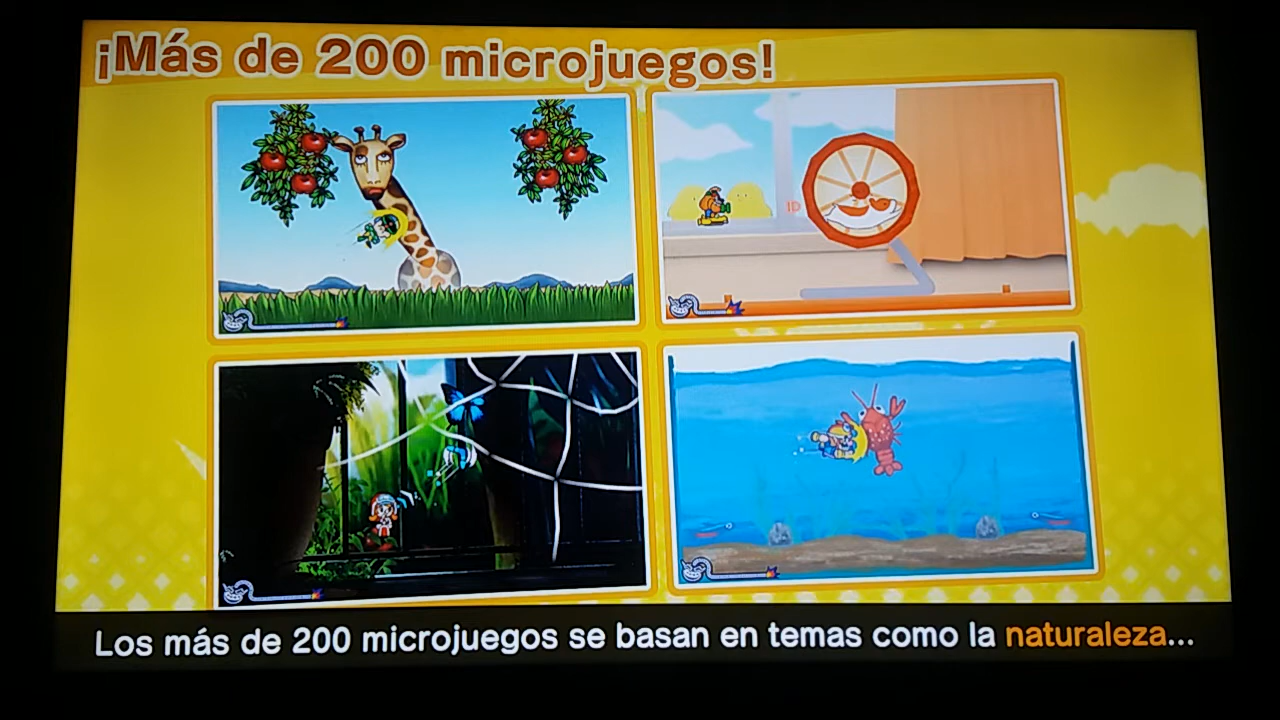 ¡Más de 200 microjuegos!
Los más de 200 microjuegos se basan en temas como la naturaleza...